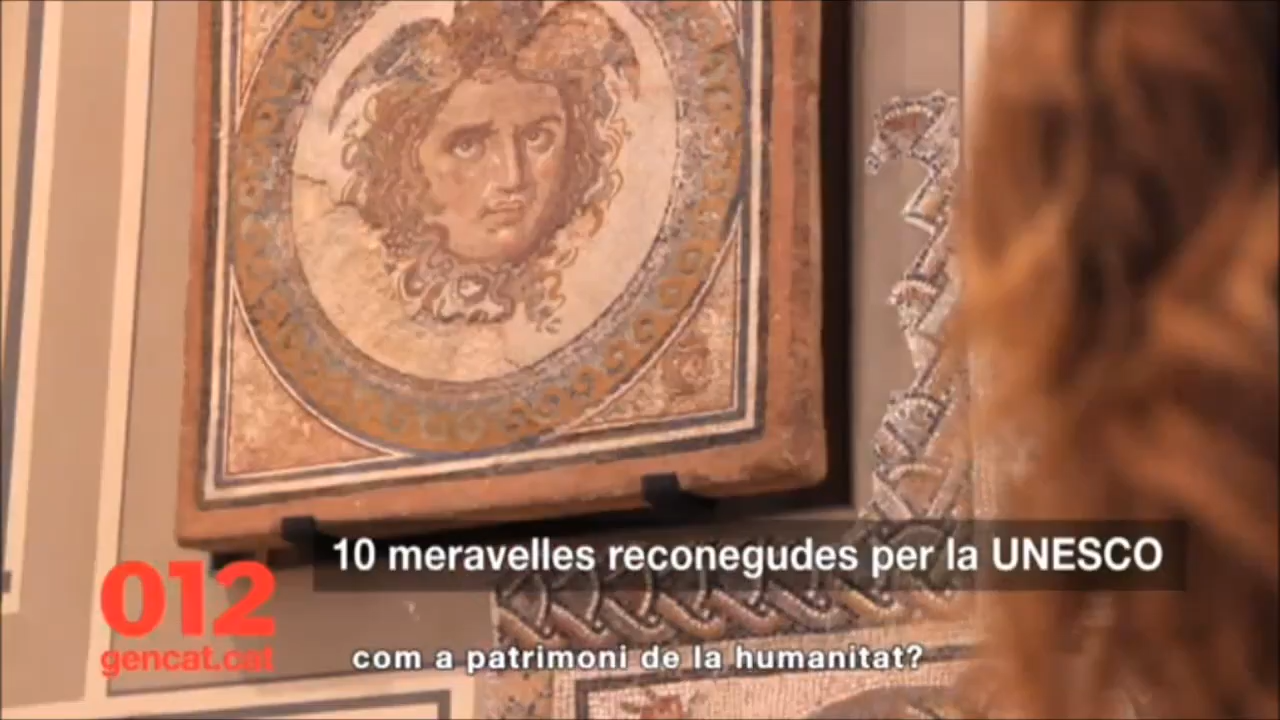 10 meravelles reconegudes per la UNESCO
012
gencat.cat
com a patrimoni de la humanitat?